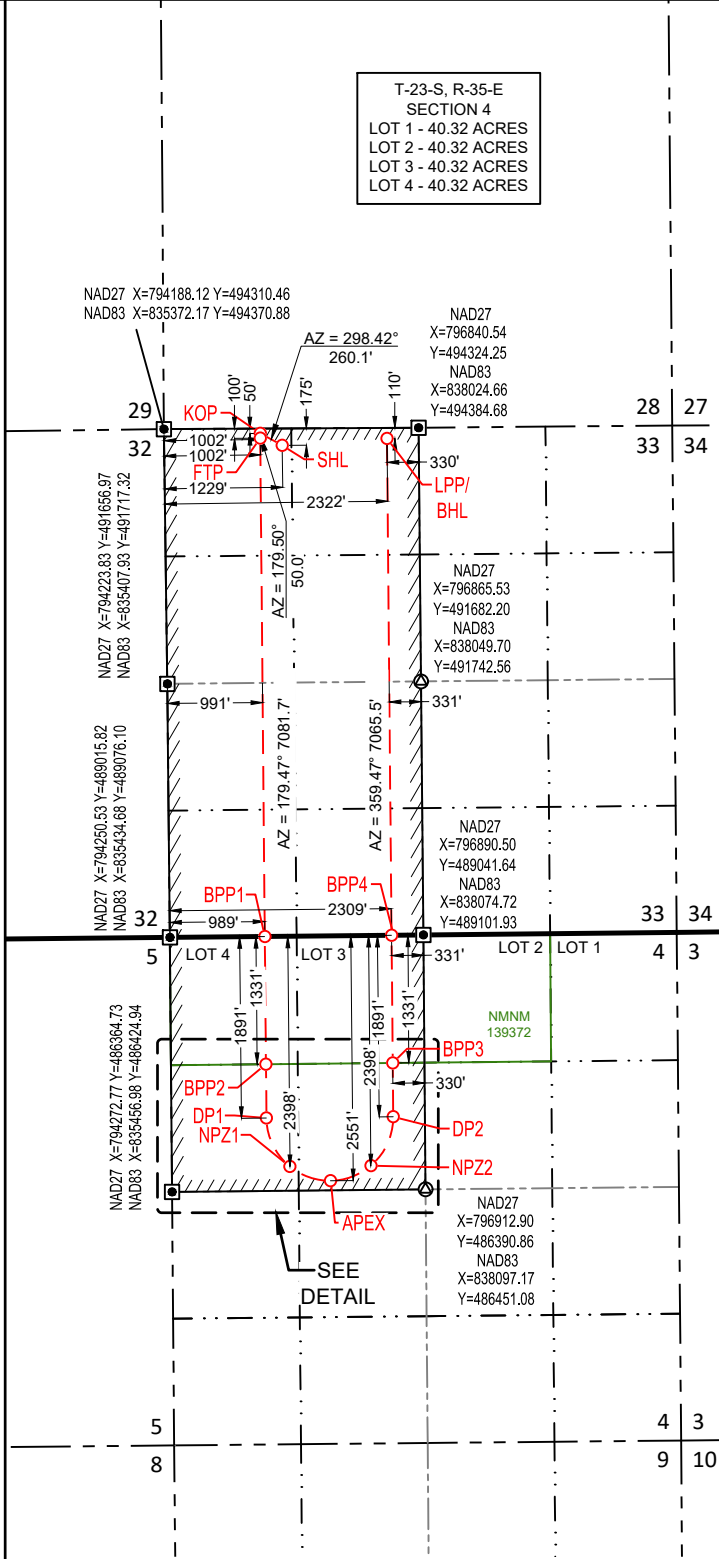 T-23-S, R-35-E
SECTION 4
LOT 1 - 40.32 ACRES
LOT 2 - 40.32 ACRES
LOT 3 - 40.32 ACRES
LOT 4 - 40.32 ACRES
NAD27 X=794188.12 Y=494310.46
NAD83 X=835372.17 Y=494370.88
NAD27
X=796840.54
Y=494324.25
NAD83
X=838024.66
Y=494384.68
AZ = 298.42°
260.1'
100'
50'
175'
110'
29
32
28
27
33
34
KOP
FTP
SHL
LPP/
BHL
1002'
1002'
1229'
2322'
330'
AZ = 179.50°
50.0'
NAD27 X=794223.83 Y=491656.97
NAD83 X=835407.93 Y=491717.32
NAD27
X=796865.53
Y=491682.20
NAD83
X=838049.70
Y=491742.56
991'
331'
AZ = 179.47° 7081.7'
AZ = 359.47° 7065.5'
NAD27 X=794250.53 Y=489015.82
NAD83 X=835434.68 Y=489076.10
NAD27
X=796890.50
Y=489041.64
NAD83
X=838074.72
Y=489101.93
BPP1
BPP4
2309'
989'
32
5
33
34
4
3
LOT 4
LOT 3
LOT 2
LOT 1
331'
1891'
1331'
2398'
2551'
2398'
1891'
1331'
NMNM
139372
BPP2
BPP3
330'
DP1
DP2
NPZ1
NPZ2
APEX
NAD27 X=794272.77 Y=486364.73
NAD83 X=835456.98 Y=486424.94
SEE
DETAIL
NAD27
X=796912.90
Y=486390.86
NAD83
X=838097.17
Y=486451.08
5
8
4
3
9
10